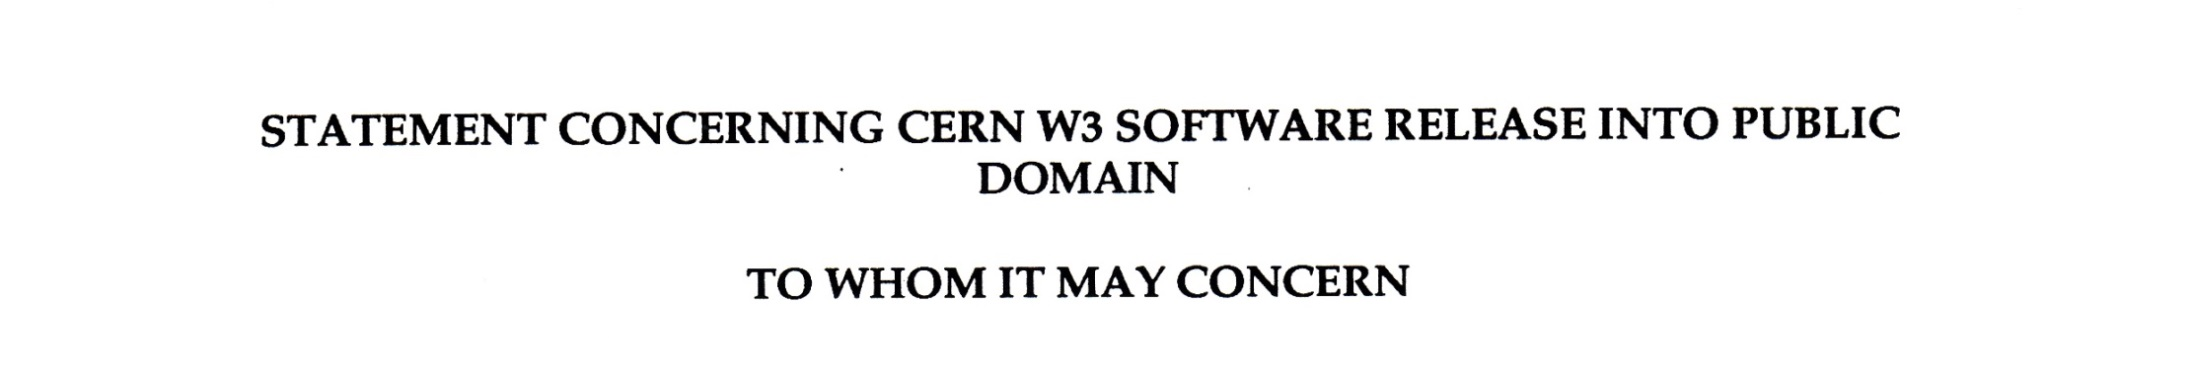 STATEMENT CONCERNING CERN W3 SOFTWARE RELEASE INTO PUBLIC
DOMAIN
TO WHOM IT MAY CONCERN